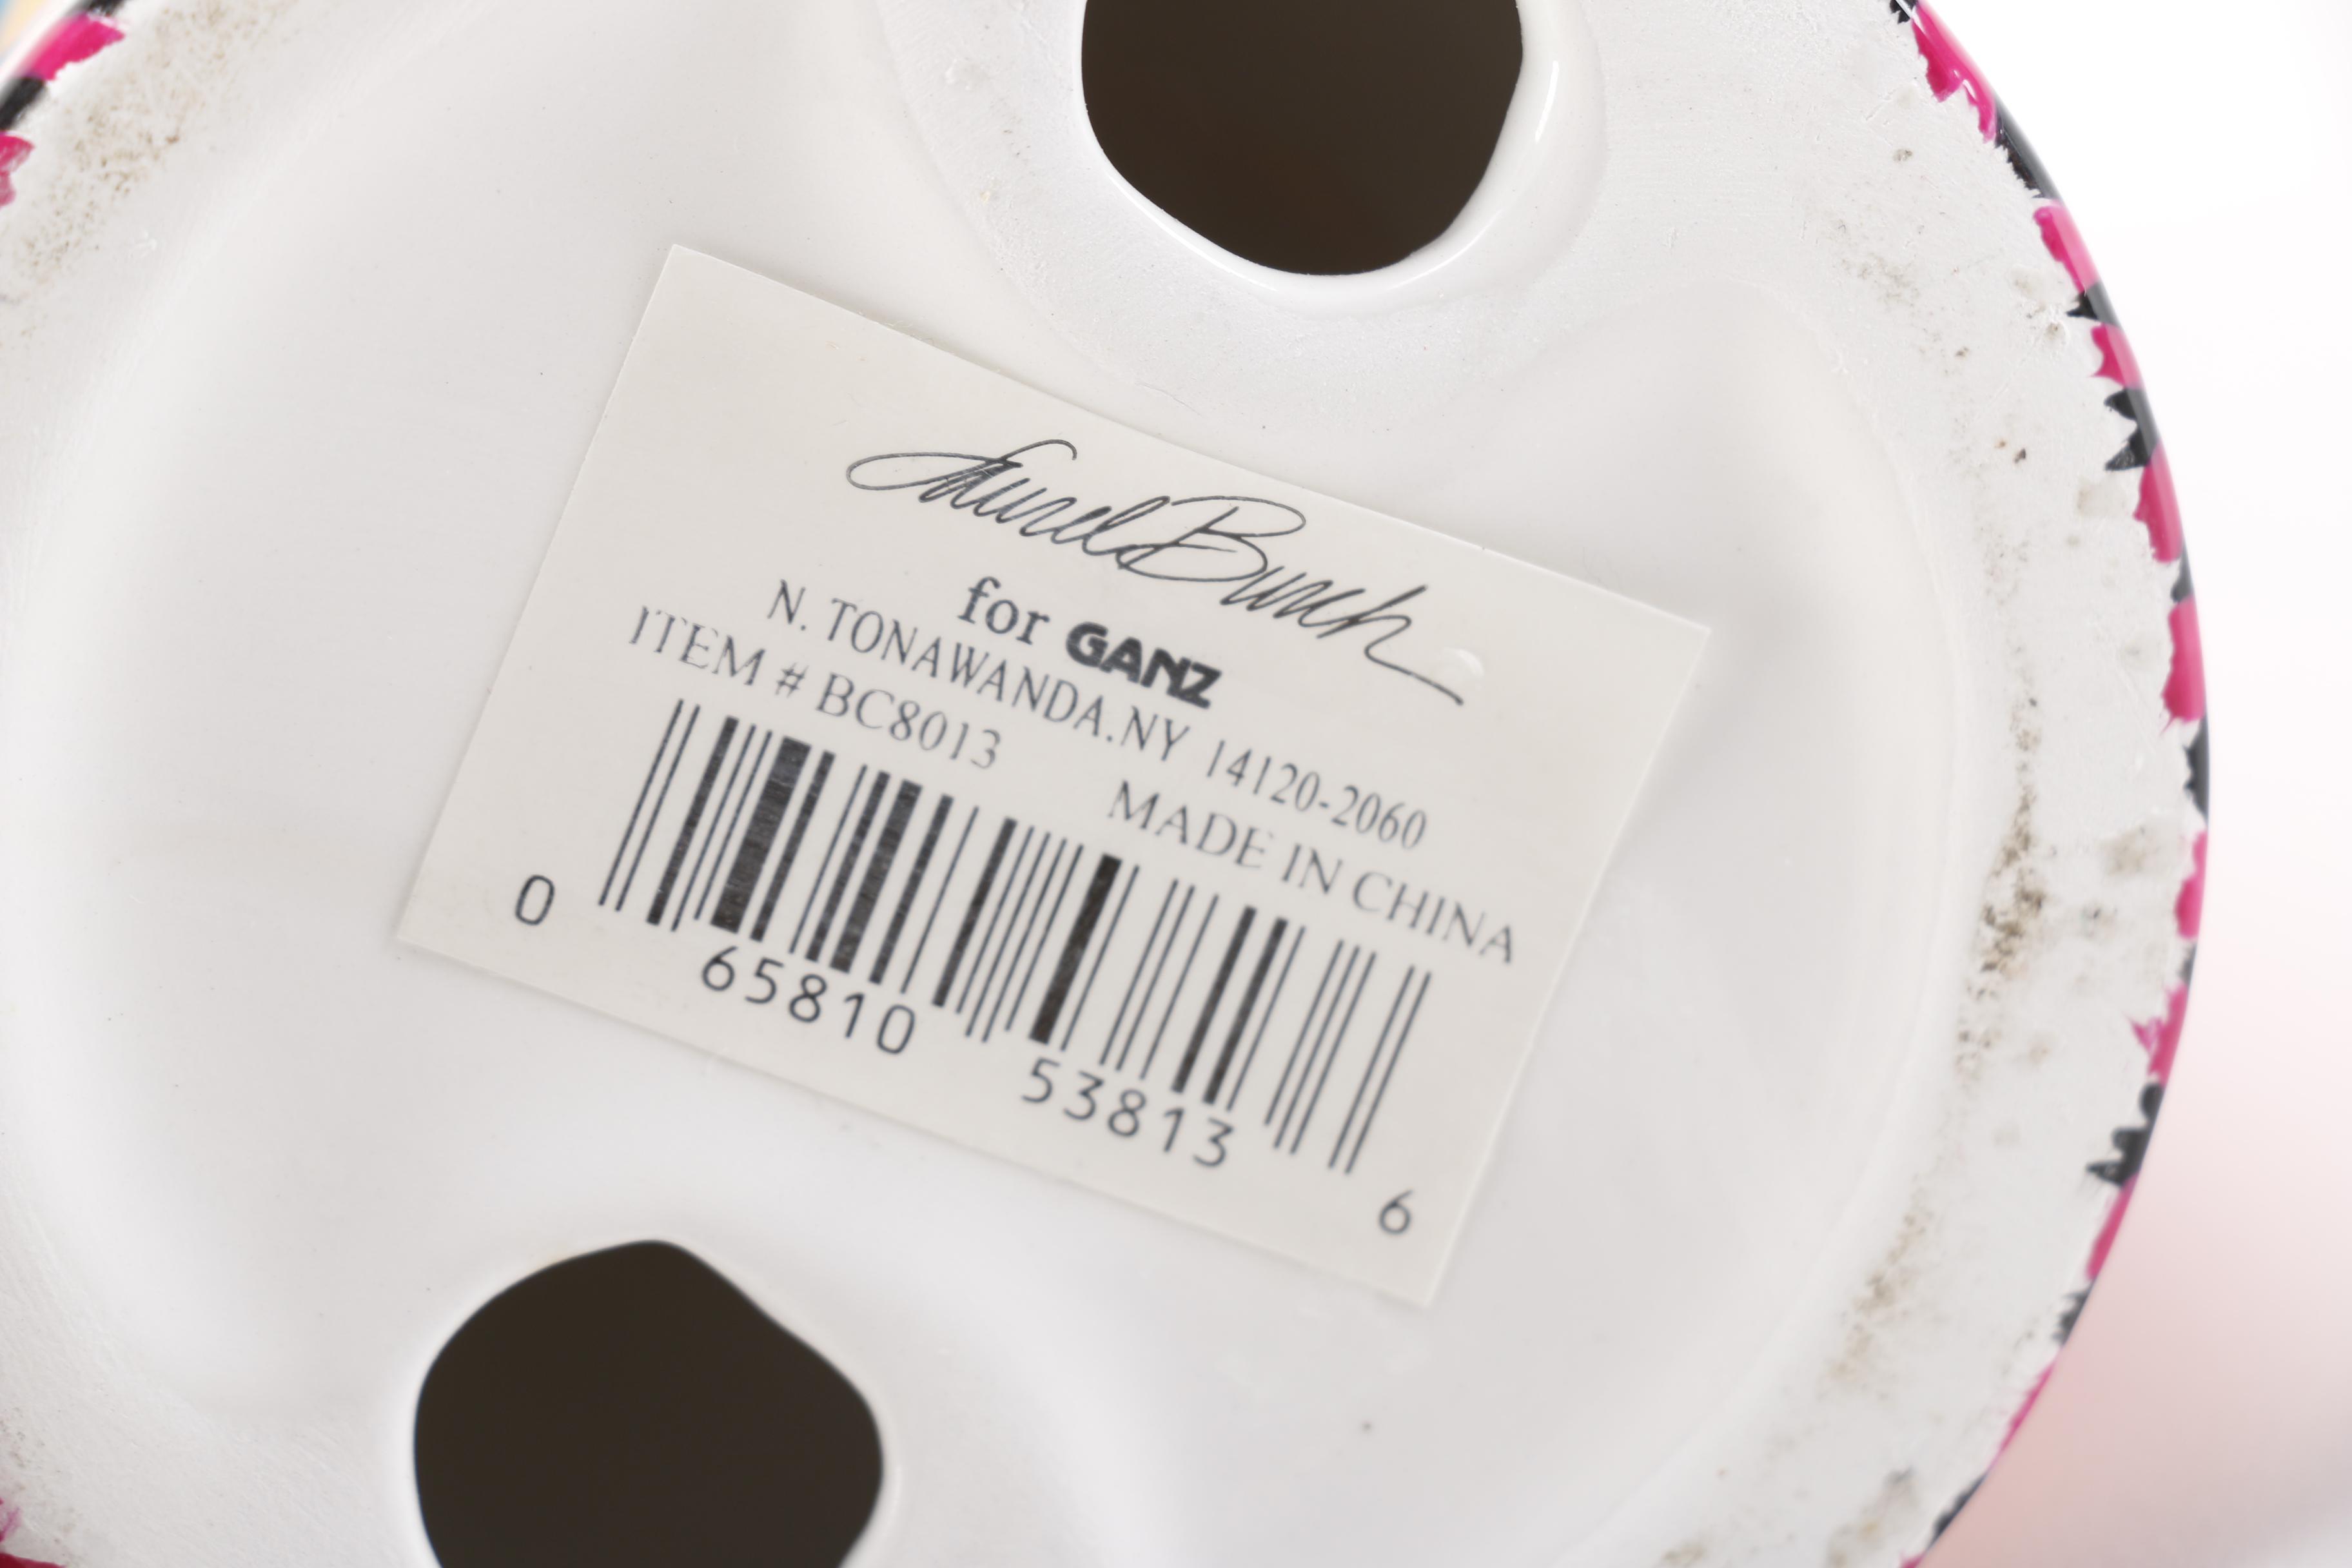 Laurel Burch
for GANZ
N. TONAWANDA.NY 14120-2060
ITEM # BC8013 MADE IN CHINA
0 65810 53813 6